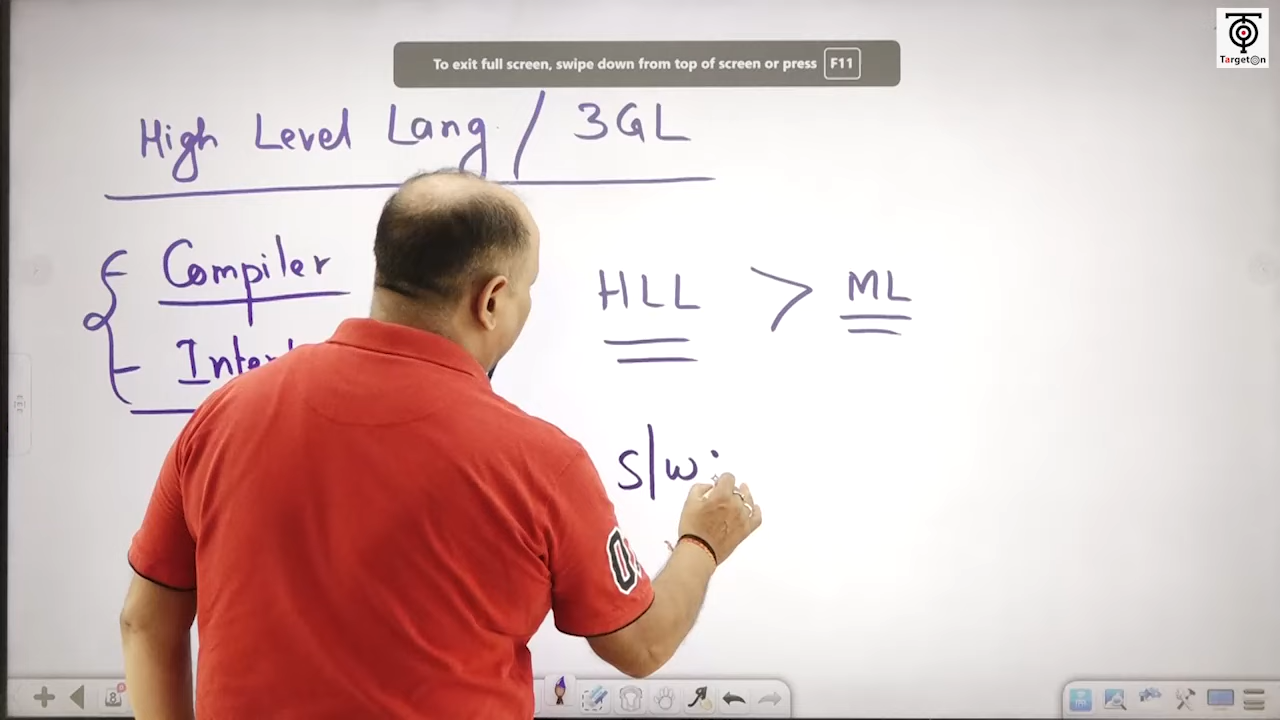 TargetOn
To exit full screen, swipe down from top of screen or press F11
High Level Lang / 3GL
Compiler
HLL > ML
S/W